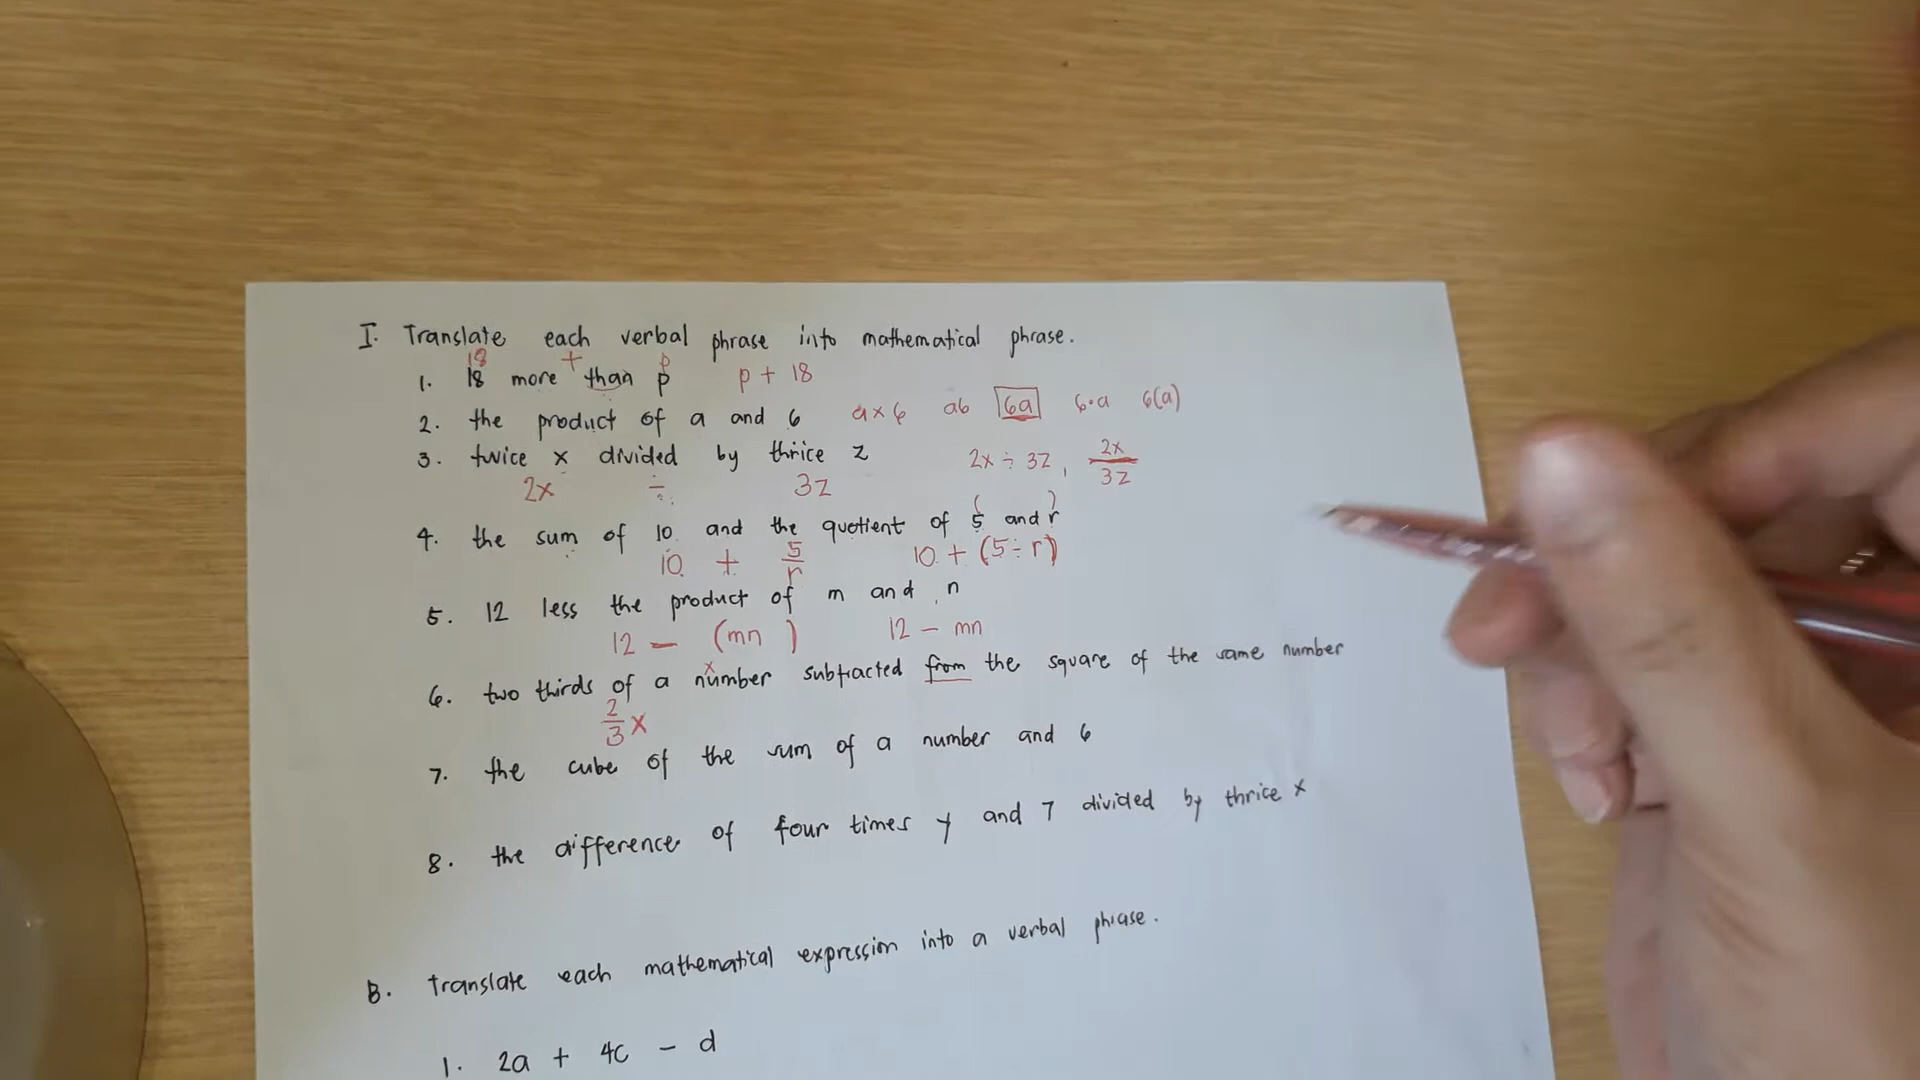 I. Translate each verbal phrase into mathematical phrase.
18 + p
1. 18 more than p p + 18
2. the product of a and 6 a × 6 a6 6a 6·a 6(a)
3. twice x divided by thrice z 2x ÷ 3z , 2x/3z
2x ÷ 3z
4. the sum of 10 and the quotient of (5 and r)
10 + 5/r 10 + (5 ÷ r)
5. 12 less the product of m and n
12 – (mn ) 12 – mn
x
6. two thirds of a number subtracted from the square of the same number
2/3 x
7. the cube of the sum of a number and 6
8. the difference of four times y and 7 divided by thrice x
B. Translate each mathematical expression into a verbal phrase.
1. 2a + 4c – d